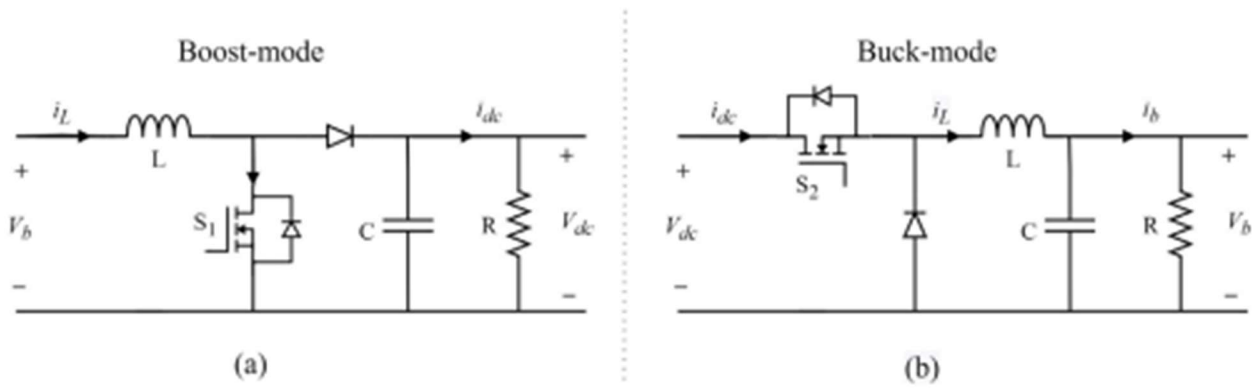 Boost-mode
i_L
i_dc
L
+
+
S_1
C
R
V_b
V_dc
−
−
(a)
Buck-mode
i_dc
i_L
i_b
L
+
+
S_2
V_dc
C
R
V_b
−
−
(b)